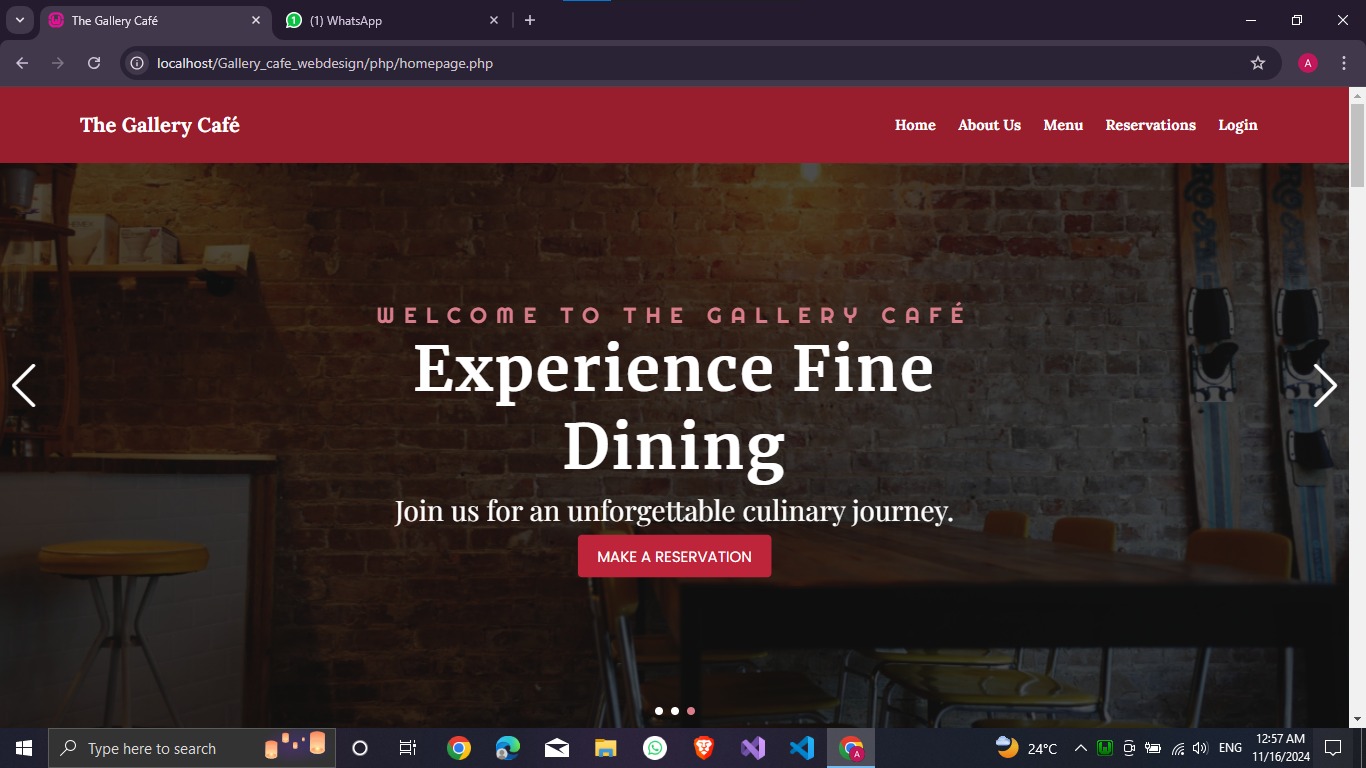 The Gallery Café
(1) WhatsApp
localhost/Gallery_cafe_webdesign/php/homepage.php
A
The Gallery Café
Home About Us Menu Reservations Login
WELCOME TO THE GALLERY CAFÉ
Experience Fine
Dining
Join us for an unforgettable culinary journey.
MAKE A RESERVATION
Type here to search
24°C
ENG
12:57 AM
11/16/2024